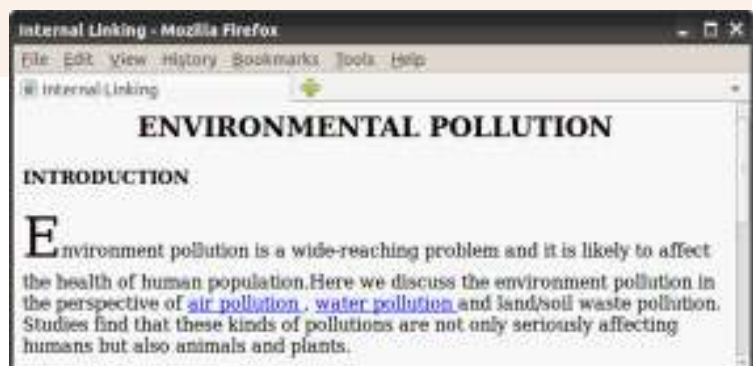 Internal Linking - Mozilla Firefox
File Edit View History Bookmarks Tools Help
Internal Linking
ENVIRONMENTAL POLLUTION
INTRODUCTION
Environment pollution is a wide-reaching problem and it is likely to affect
the health of human population.Here we discuss the environment pollution in
the perspective of air pollution , water pollution and land/soil waste pollution.
Studies find that these kinds of pollutions are not only seriously affecting
humans but also animals and plants.